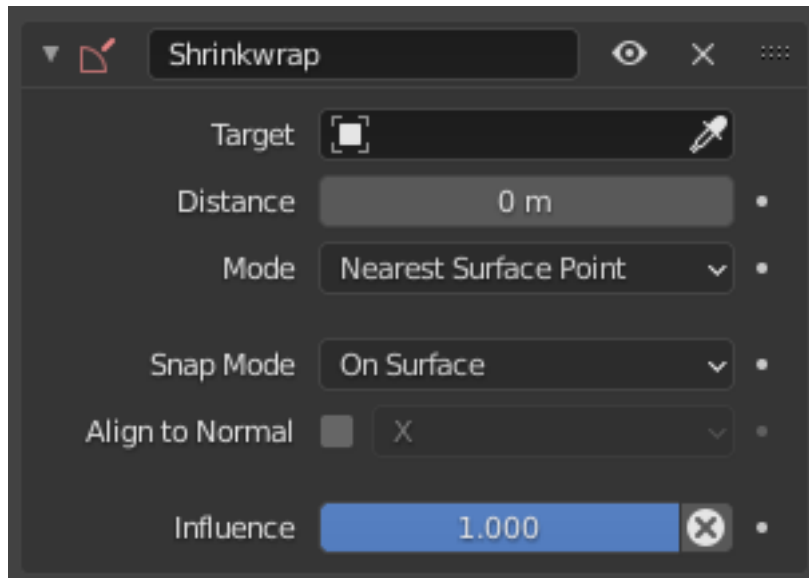 Shrinkwrap
Target
Distance 0 m
Mode Nearest Surface Point
Snap Mode On Surface
Align to Normal X
Influence 1.000